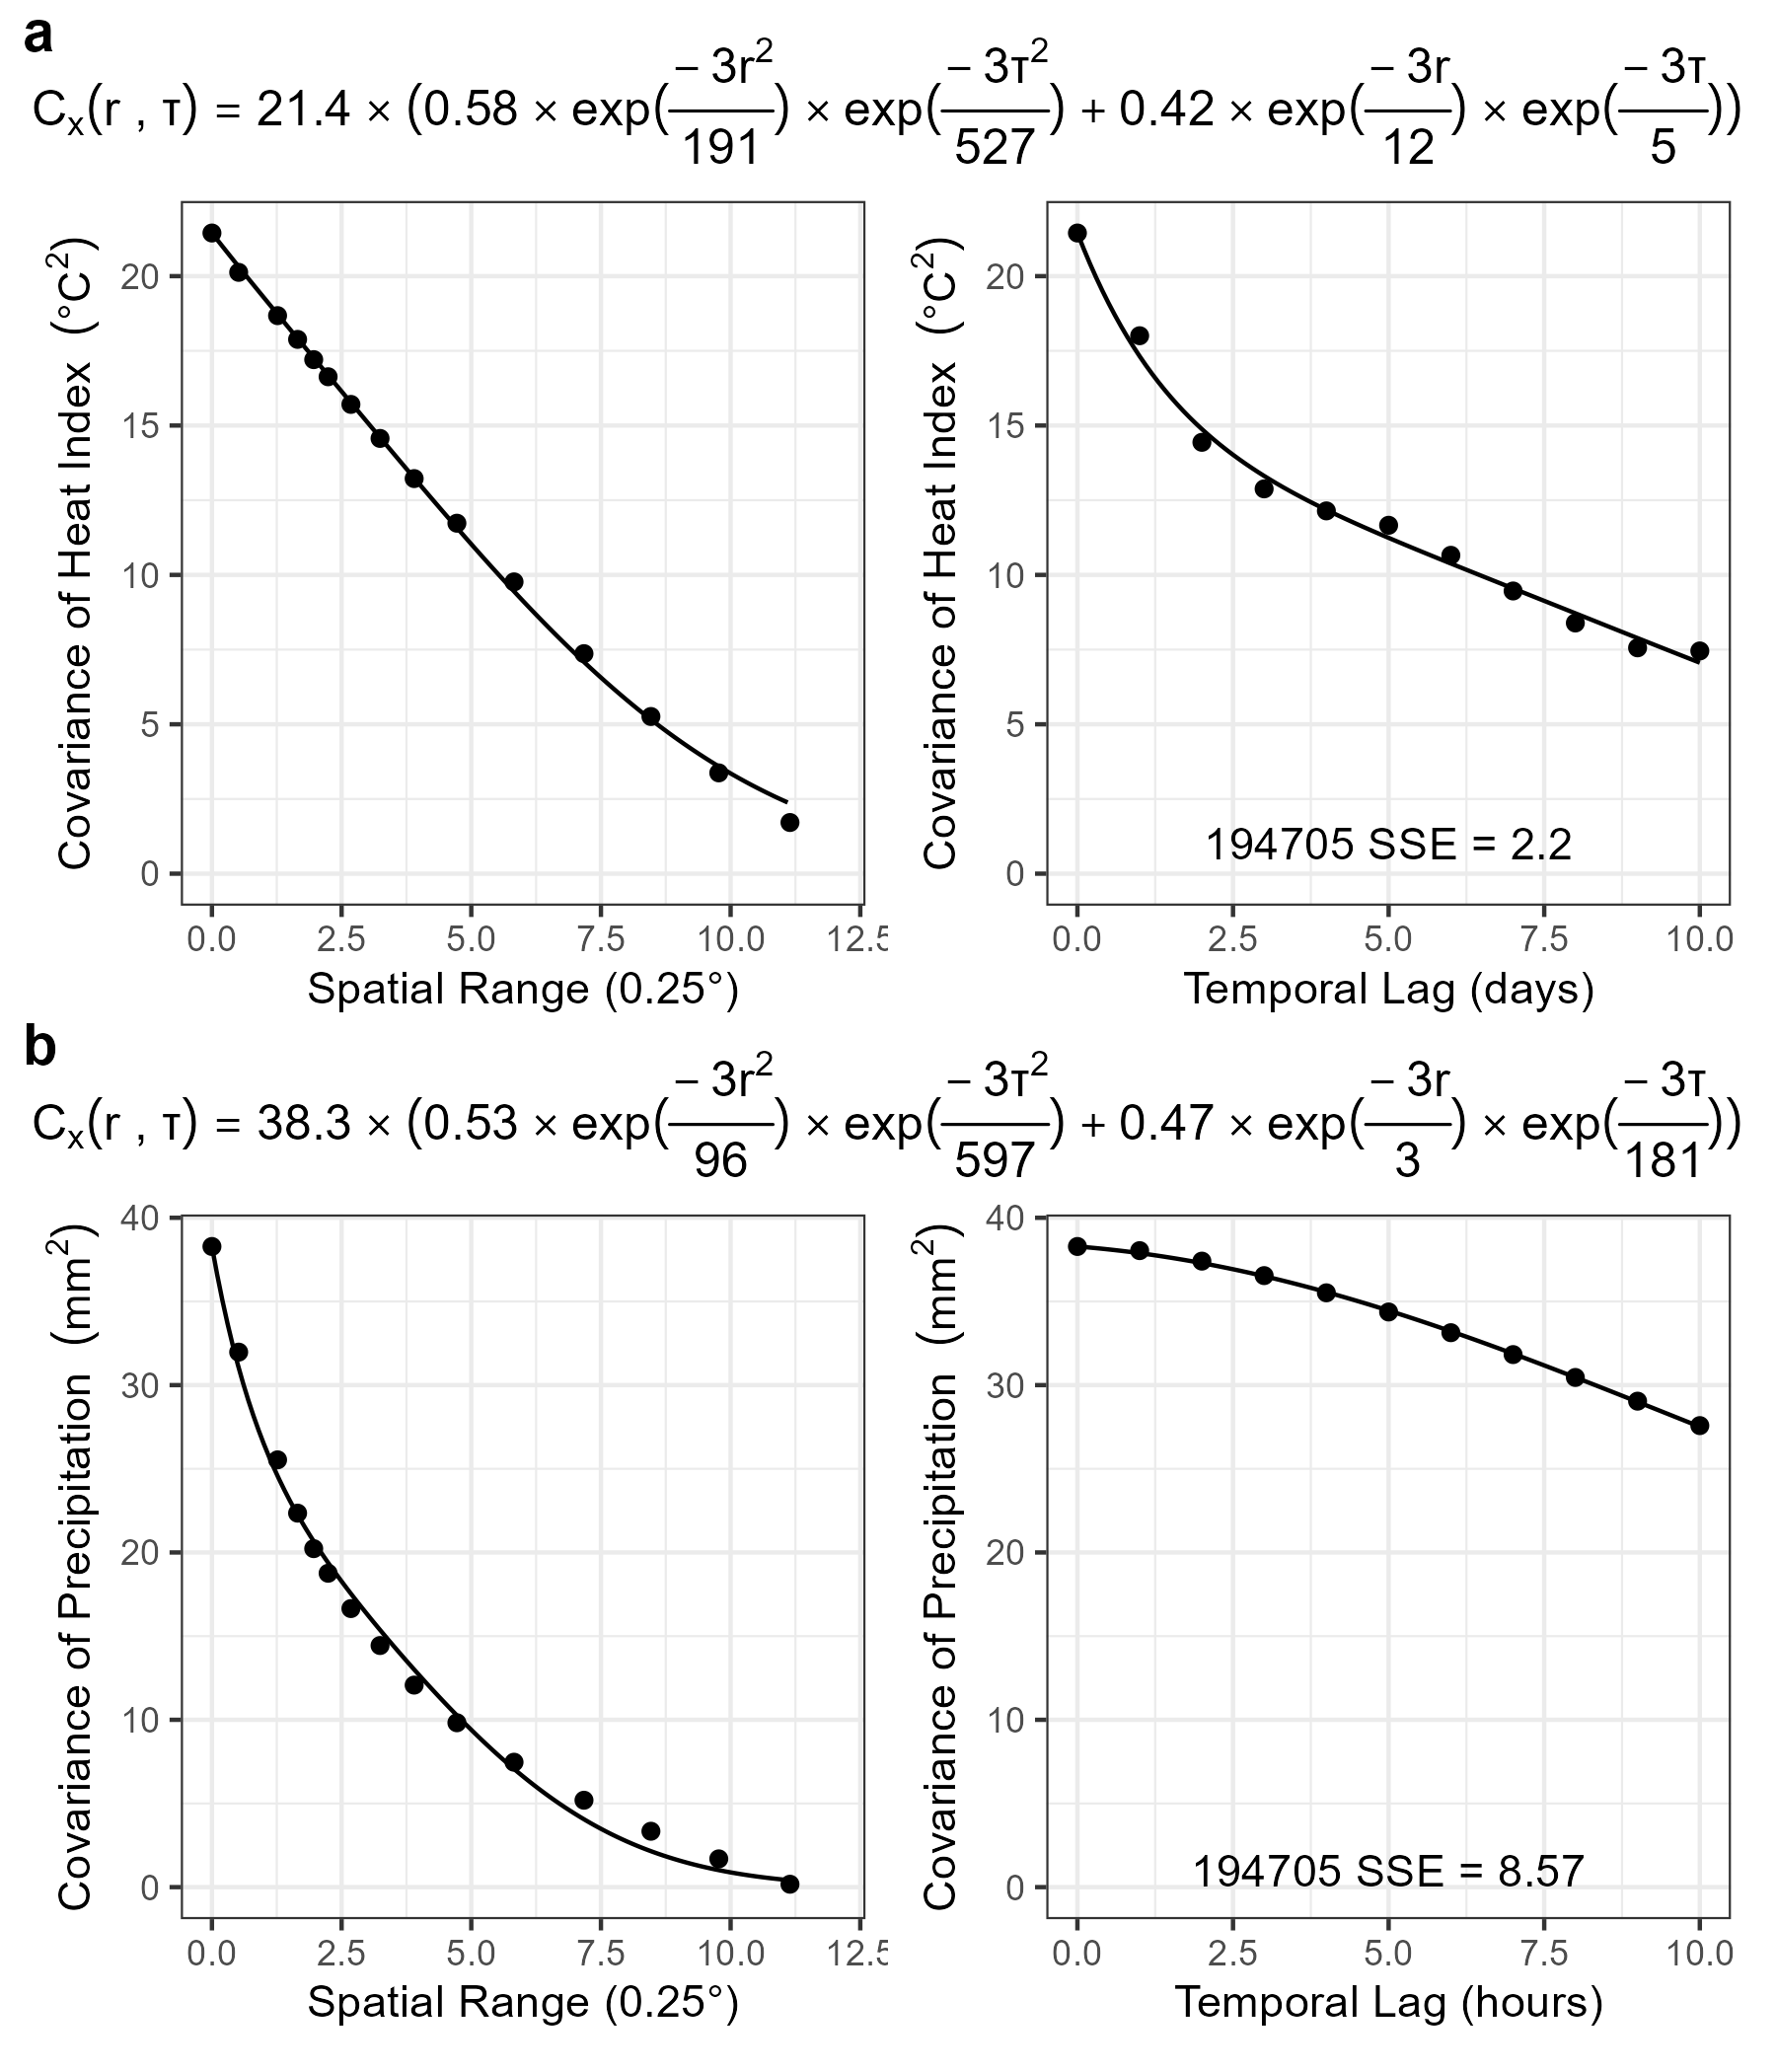 a
Cₓ(r , τ) = 21.4 × (0.58 × exp(− 3r²/191) × exp(− 3τ²/527) + 0.42 × exp(− 3r/12) × exp(− 3τ/5))
Covariance of Heat Index (°C²)
20
15
10
5
0
0.0 2.5 5.0 7.5 10.0 12.5
Spatial Range (0.25°)
Covariance of Heat Index (°C²)
20
15
10
5
0
194705 SSE = 2.2
0.0 2.5 5.0 7.5 10.0
Temporal Lag (days)
b
Cₓ(r , τ) = 38.3 × (0.53 × exp(− 3r²/96) × exp(− 3τ²/597) + 0.47 × exp(− 3r/3) × exp(− 3τ/181))
Covariance of Precipitation (mm²)
40
30
20
10
0
0.0 2.5 5.0 7.5 10.0 12.5
Spatial Range (0.25°)
Covariance of Precipitation (mm²)
40
30
20
10
0
194705 SSE = 8.57
0.0 2.5 5.0 7.5 10.0
Temporal Lag (hours)